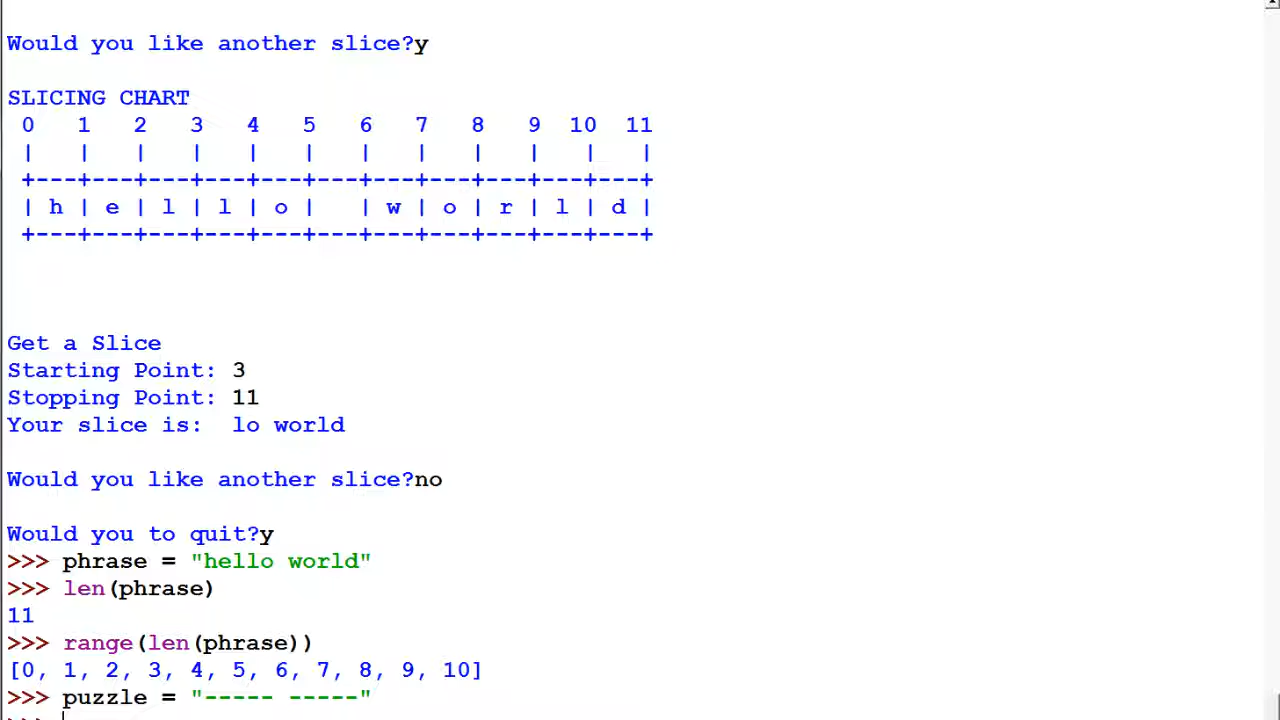 Would you like another slice?y
SLICING CHART
0 1 2 3 4 5 6 7 8 9 10 11
| | | | | | | | | | | |
+---+---+---+---+---+---+---+---+---+---+---+
| h | e | l | l | o |   | w | o | r | l | d |
+---+---+---+---+---+---+---+---+---+---+---+
Get a Slice
Starting Point: 3
Stopping Point: 11
Your slice is:  lo world
Would you like another slice?no
Would you to quit?y
>>> phrase = "hello world"
>>> len(phrase)
11
>>> range(len(phrase))
[0, 1, 2, 3, 4, 5, 6, 7, 8, 9, 10]
>>> puzzle = "----- -----"
>>>